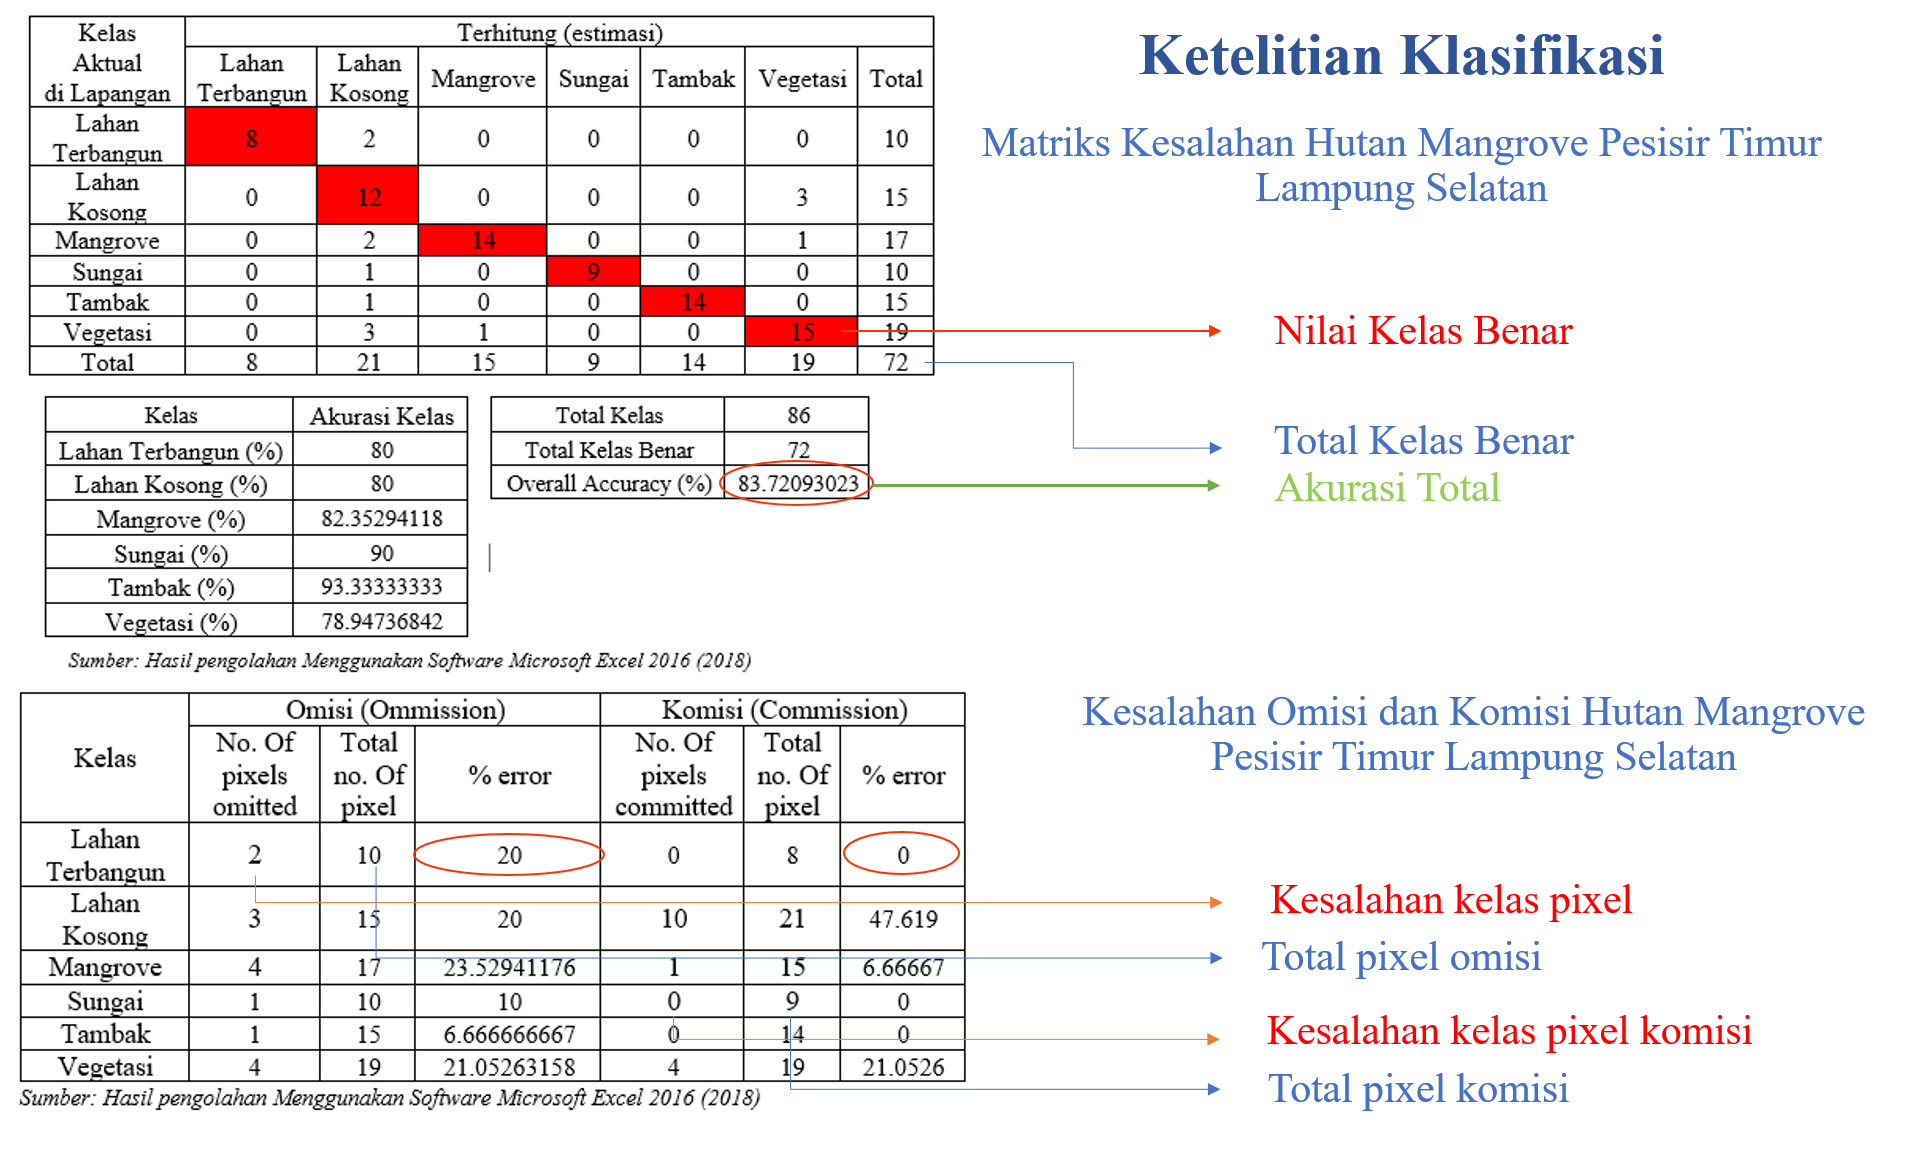 Ketelitian Klasifikasi
Matriks Kesalahan Hutan Mangrove Pesisir Timur
Lampung Selatan
Kelas
Aktual
di Lapangan
Terhitung (estimasi)
Lahan Terbangun Lahan Kosong Mangrove Sungai Tambak Vegetasi Total
Lahan Terbangun 8 2 0 0 0 0 10
Lahan Kosong 0 12 0 0 0 3 15
Mangrove 0 2 14 0 0 1 17
Sungai 0 1 0 9 0 0 10
Tambak 0 1 0 0 14 0 15
Vegetasi 0 3 1 0 0 15 19
Total 8 21 15 9 14 19 72
Nilai Kelas Benar
Total Kelas Benar
Akurasi Total
Kelas Akurasi Kelas
Lahan Terbangun (%) 80
Lahan Kosong (%) 80
Mangrove (%) 82.35294118
Sungai (%) 90
Tambak (%) 93.33333333
Vegetasi (%) 78.94736842
Total Kelas 86
Total Kelas Benar 72
Overall Accuracy (%) 83.72093023
Sumber: Hasil pengolahan Menggunakan Software Microsoft Excel 2016 (2018)
Kesalahan Omisi dan Komisi Hutan Mangrove
Pesisir Timur Lampung Selatan
Kelas
Omisi (Ommission) Komisi (Commission)
No. Of pixels omitted Total no. Of pixel % error No. Of pixels committed Total no. Of pixel % error
Lahan Terbangun 2 10 20 0 8 0
Lahan Kosong 3 15 20 10 21 47.619
Mangrove 4 17 23.52941176 1 15 6.66667
Sungai 1 10 10 0 9 0
Tambak 1 15 6.666666667 0 14 0
Vegetasi 4 19 21.05263158 4 19 21.0526
Sumber: Hasil pengolahan Menggunakan Software Microsoft Excel 2016 (2018)
Kesalahan kelas pixel
Total pixel omisi
Kesalahan kelas pixel komisi
Total pixel komisi